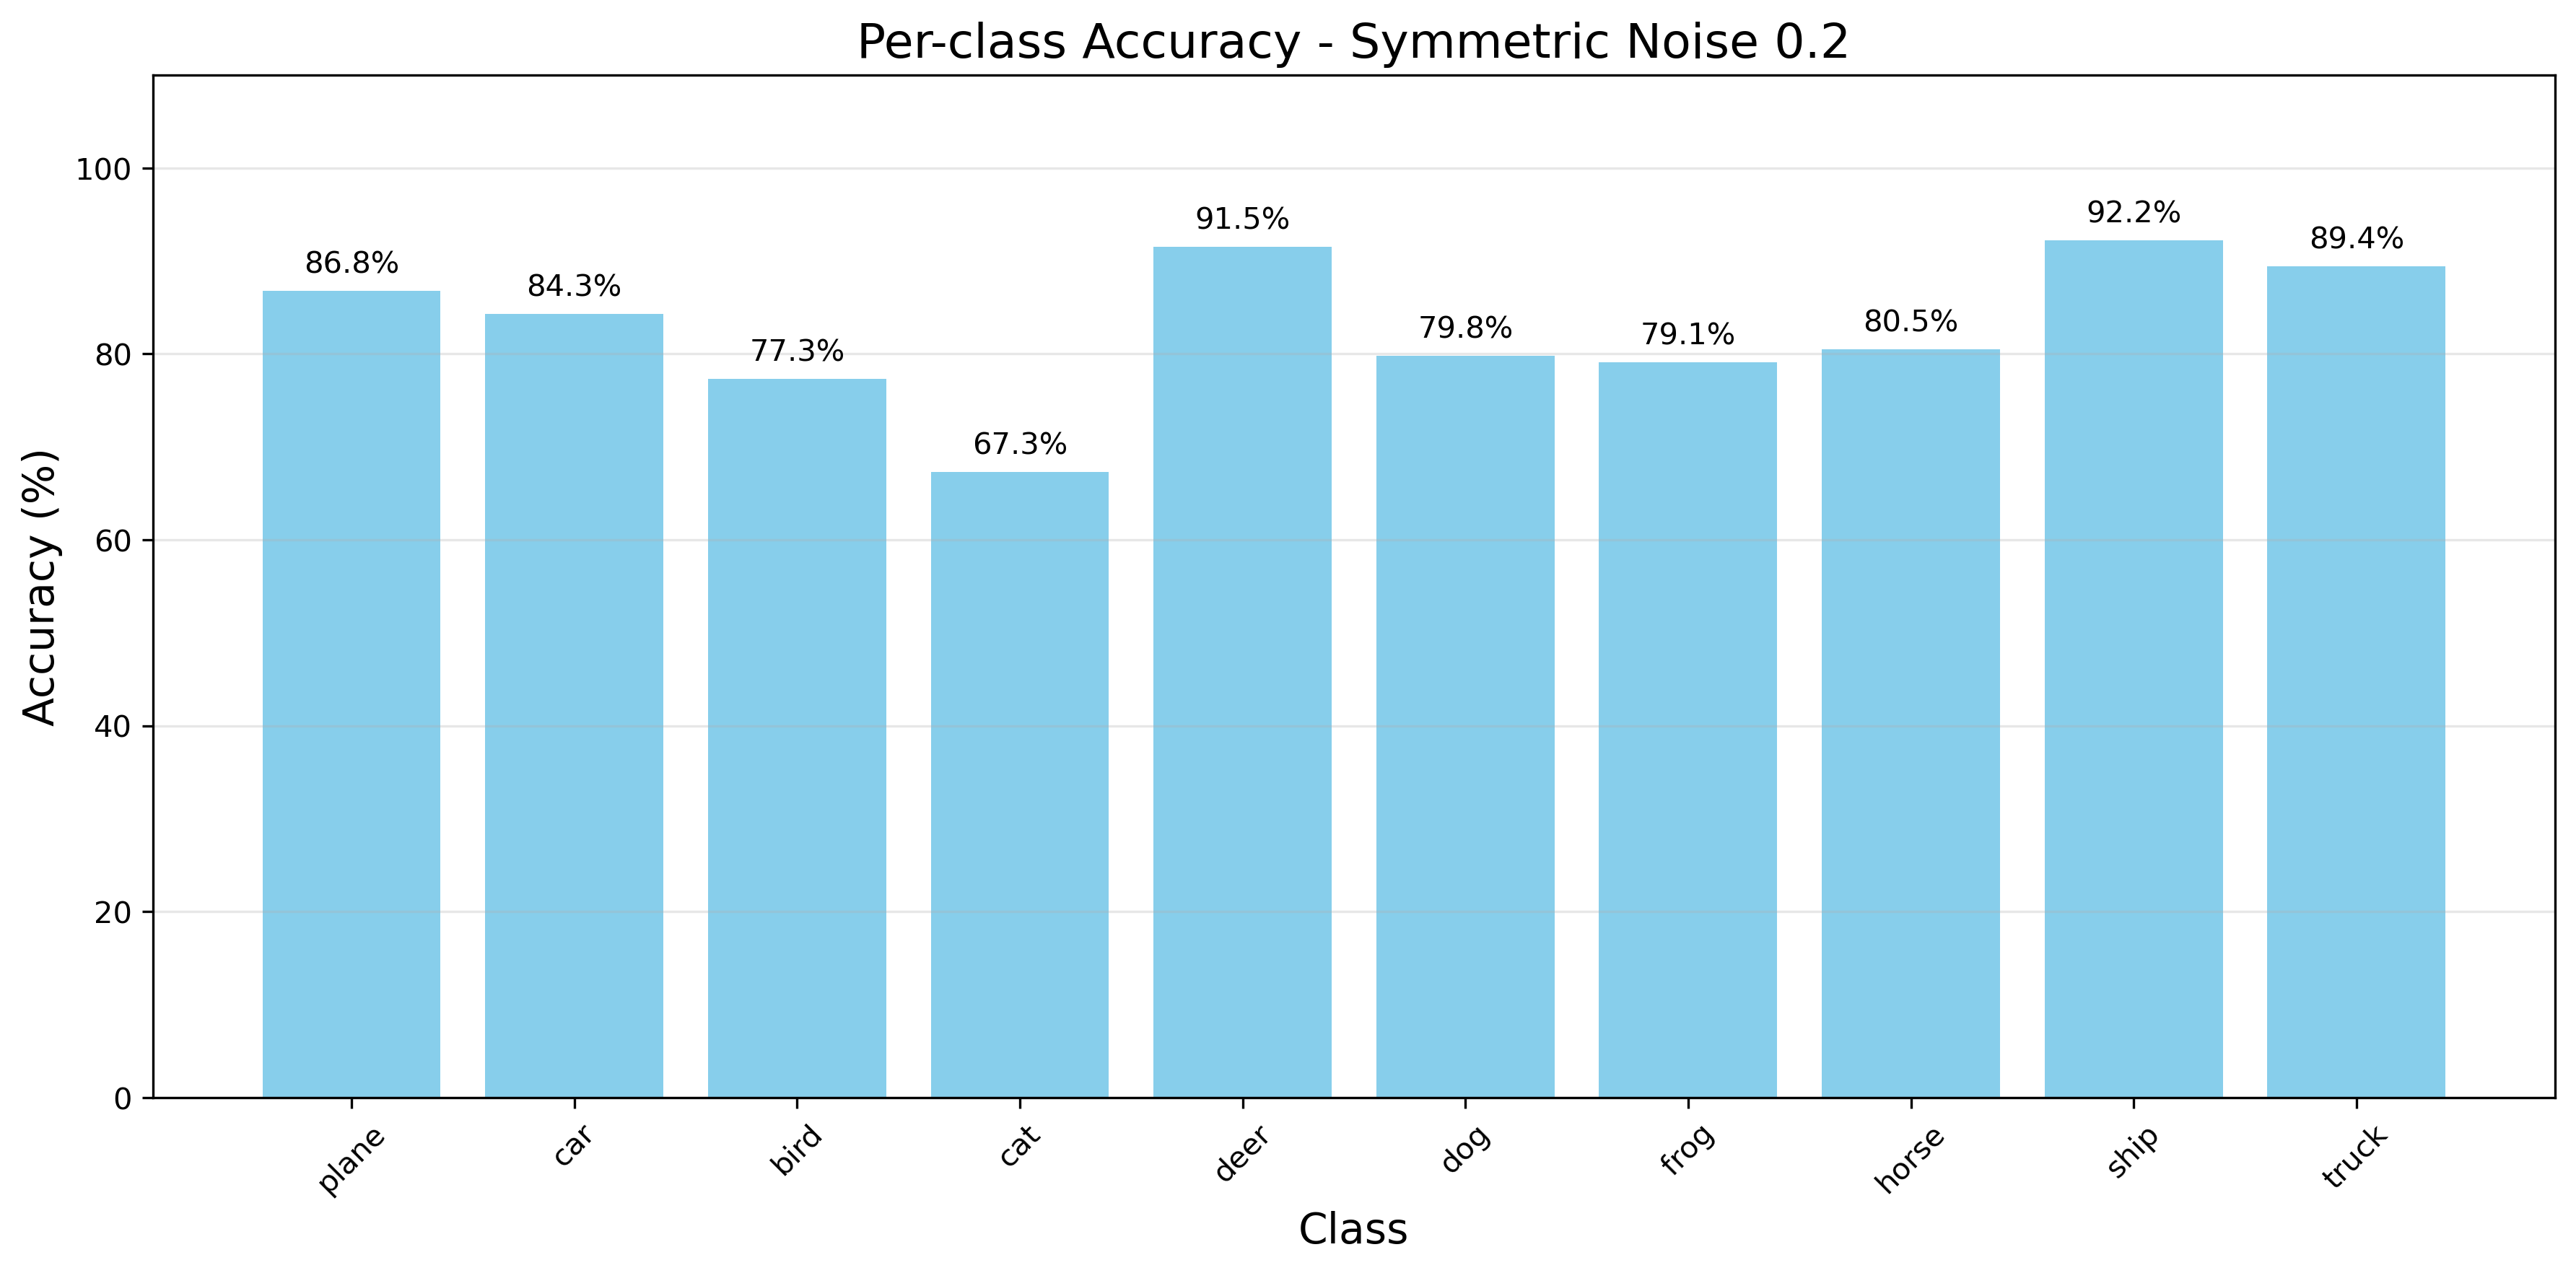 Per-class Accuracy - Symmetric Noise 0.2
Accuracy (%)
100
80
60
40
20
0
86.8%
84.3%
77.3%
67.3%
91.5%
79.8%
79.1%
80.5%
92.2%
89.4%
plane
car
bird
cat
deer
dog
frog
horse
ship
truck
Class